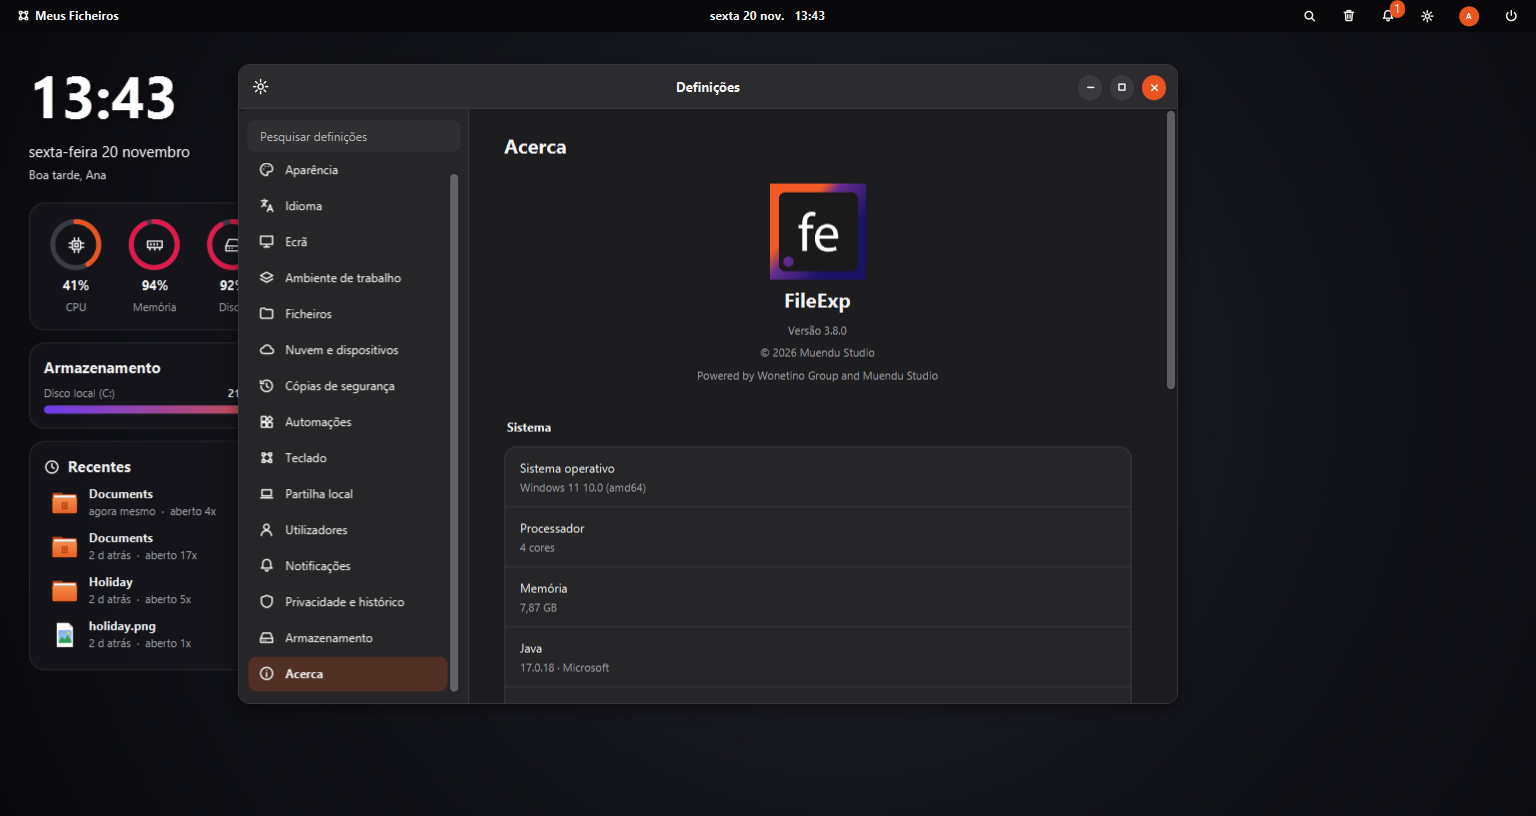 Meus Ficheiros
sexta 20 nov. 13:43
1
A
13:43
sexta-feira 20 novembro
Boa tarde, Ana
41%
CPU
94%
Memória
92%
Disc
Armazenamento
Disco local (C:)
21
Recentes
Documents
agora mesmo · aberto 4x
Documents
2 d atrás · aberto 17x
Holiday
2 d atrás · aberto 5x
holiday.png
2 d atrás · aberto 1x
Definições
Pesquisar definições
Aparência
Idioma
Ecrã
Ambiente de trabalho
Ficheiros
Nuvem e dispositivos
Cópias de segurança
Automações
Teclado
Partilha local
Utilizadores
Notificações
Privacidade e histórico
Armazenamento
Acerca
Acerca
fe
FileExp
Versão 3.8.0
© 2026 Muendu Studio
Powered by Wonetino Group and Muendu Studio
Sistema
Sistema operativo
Windows 11 10.0 (amd64)
Processador
4 cores
Memória
7,87 GB
Java
17.0.18 · Microsoft